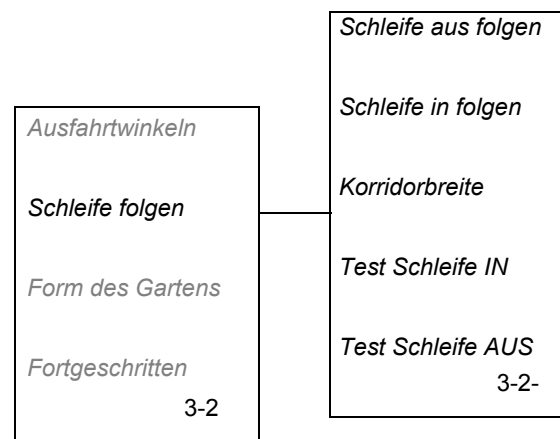 Ausfahrtwinkeln
Schleife folgen
Form des Gartens
Fortgeschritten
3-2
Schleife aus folgen
Schleife in folgen
Korridorbreite
Test Schleife IN
Test Schleife AUS
3-2-